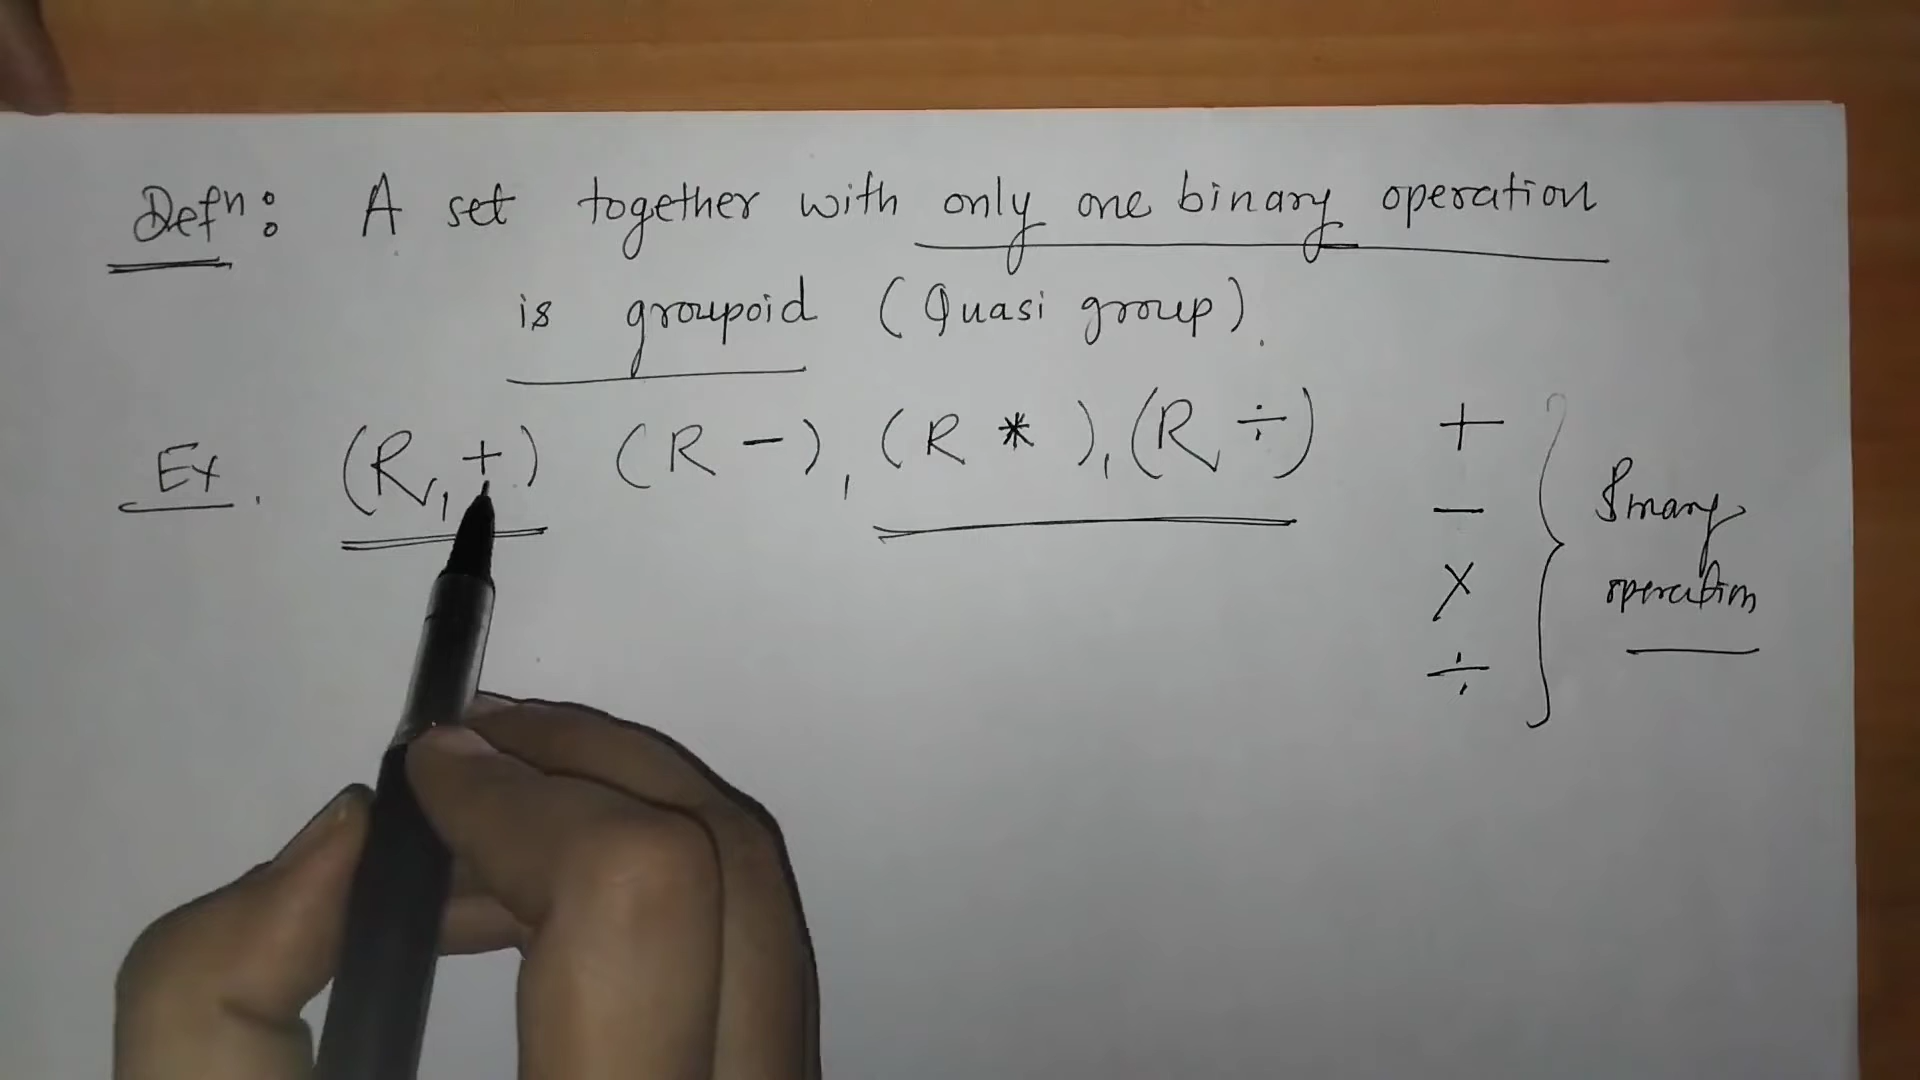 Defn: A set together with only one binary operation
is groupoid (Quasi group).
Ex. (R, +) (R -), (R * ), (R, ÷)
+
-
×
÷
Binary
operation